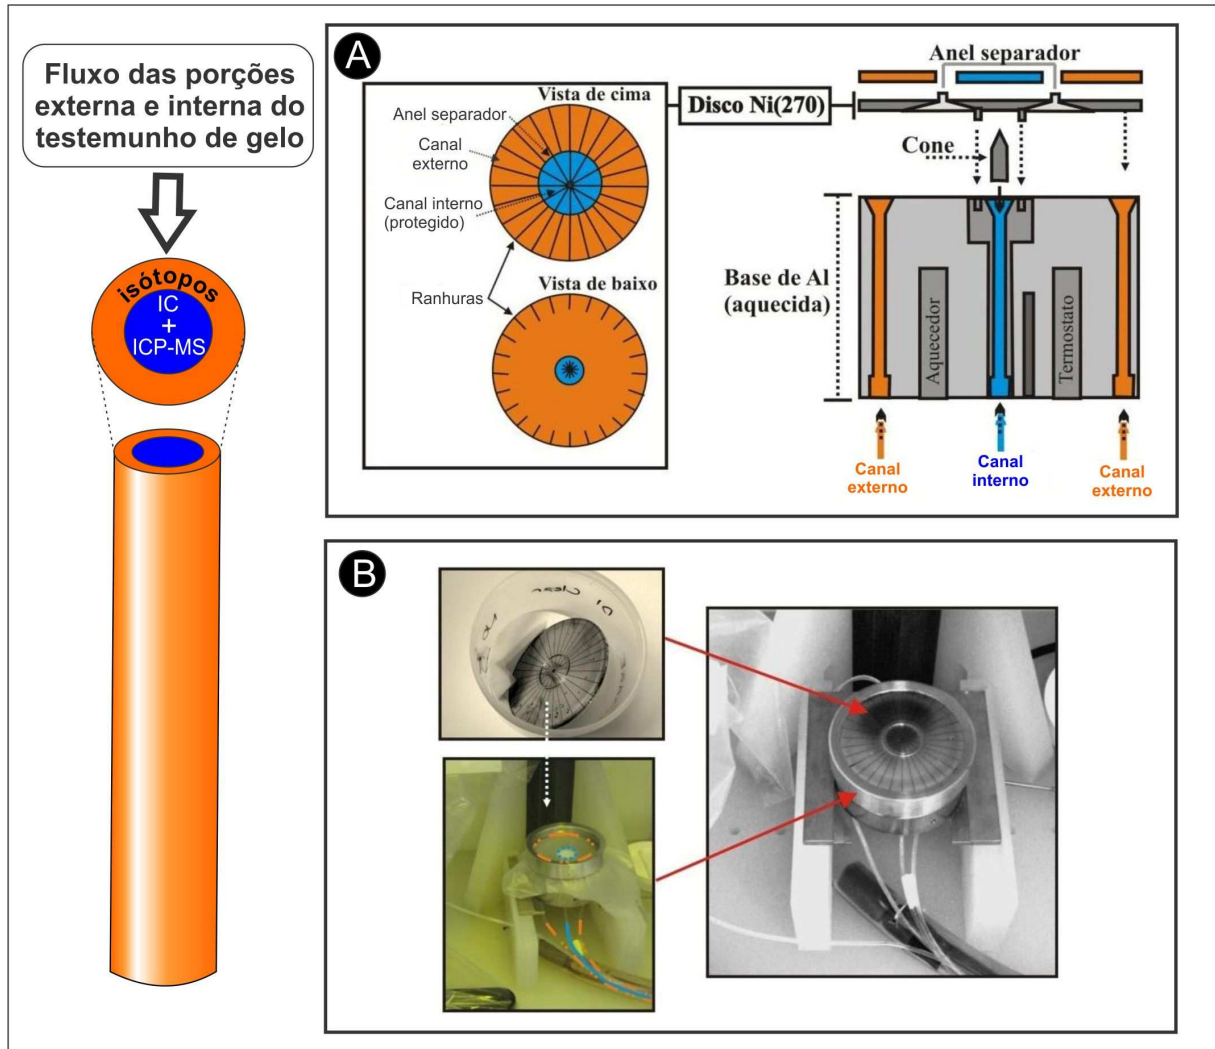 Fluxo das porções
externa e interna do
testemunho de gelo
isótopos
IC
+
ICP-MS
A
Vista de cima
Anel separador
Canal
externo
Canal interno
(protegido)
Ranhuras
Vista de baixo
Disco Ni(270)
Anel separador
Cone
Base de Al
(aquecida)
Aquecedor
Termostato
Canal
externo
Canal
interno
Canal
externo
B
DI Clean